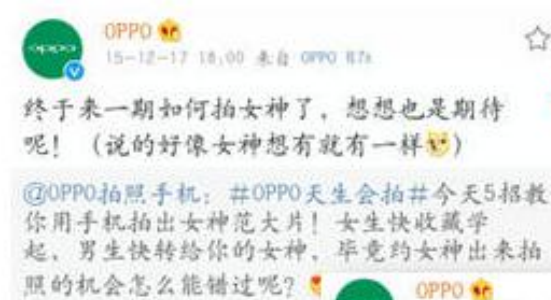 oppo
OPPO
15-12-17 18:00 来自 OPPO R7s
终于来一期如何拍女神了，想想也是期待
呢！（说的好像女神想有就有一样）
@OPPO拍照手机：#OPPO天生会拍#今天5招教
你用手机拍出女神范大片！女生快收藏学
起，男生快转给你的女神，毕竟约女神出来拍
照的机会怎么能错过呢？
OPPO